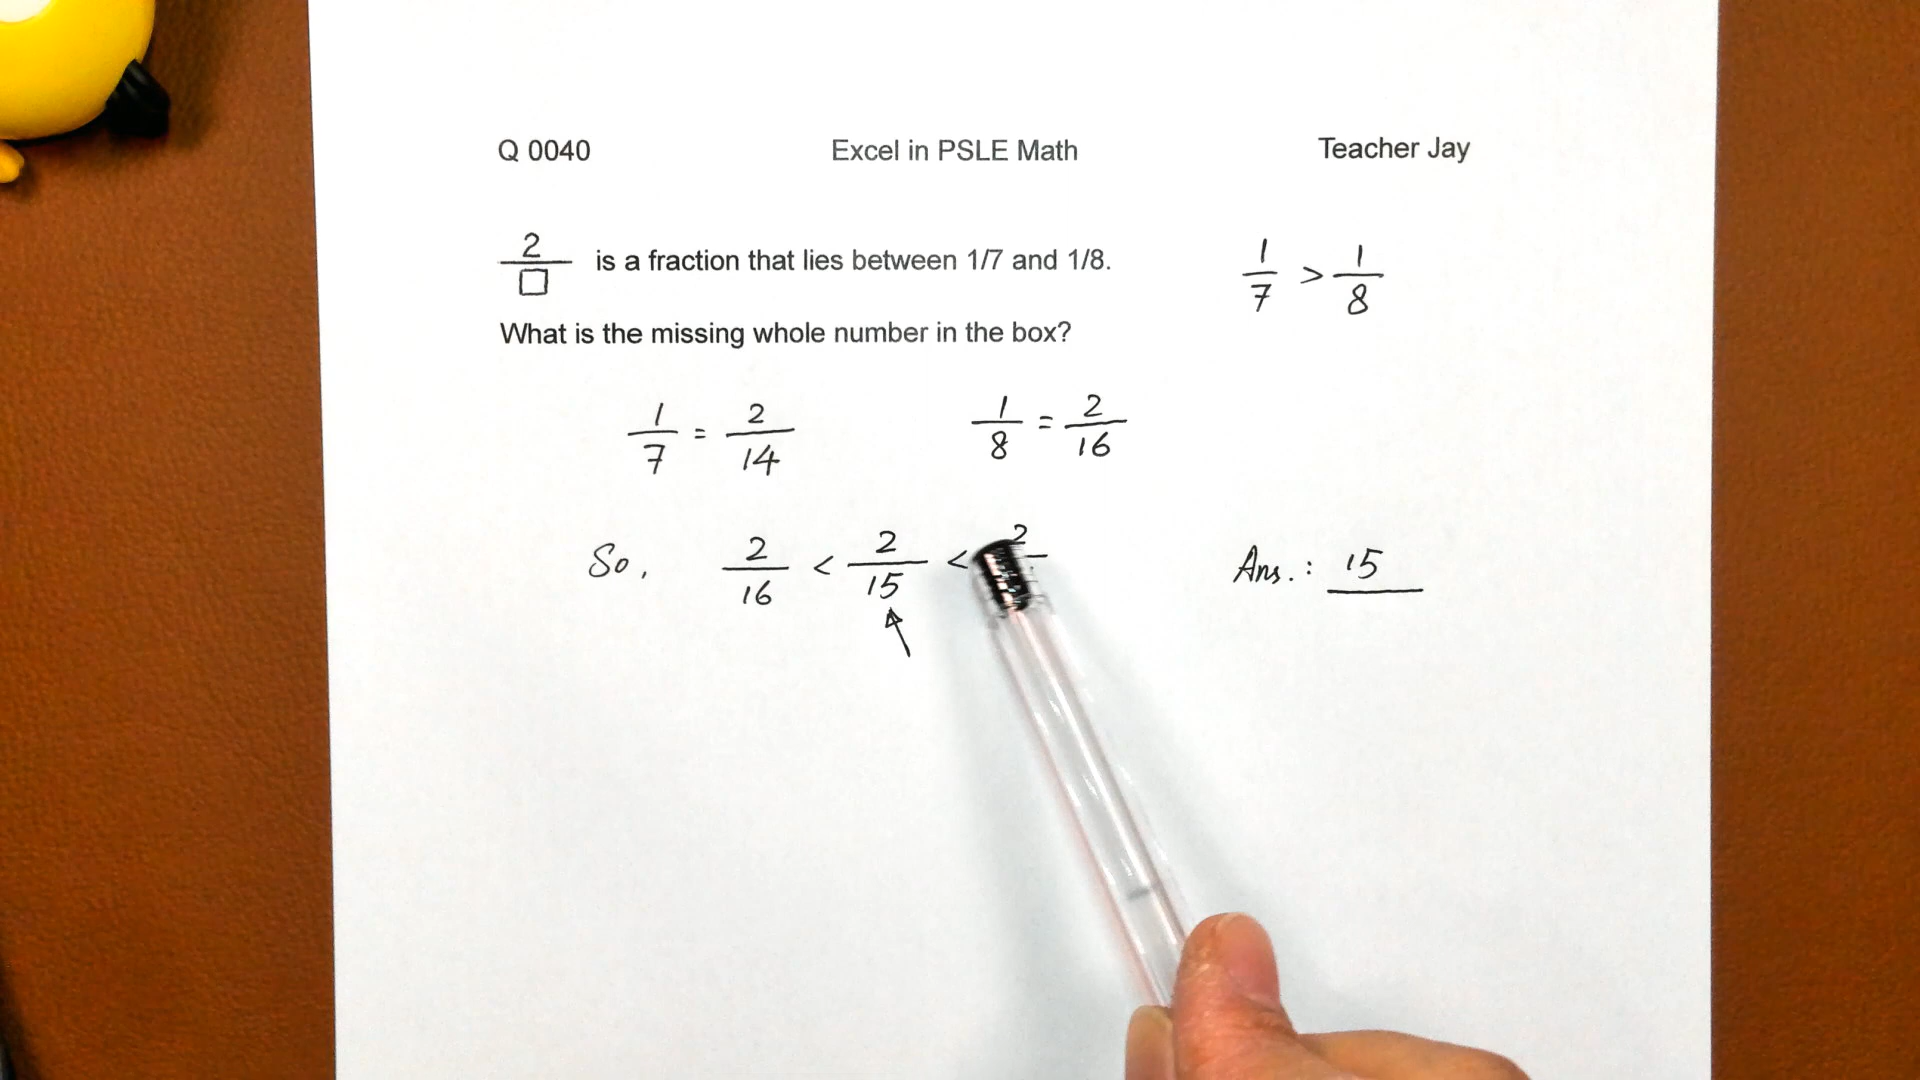 Q 0040 Excel in PSLE Math Teacher Jay
2/□ is a fraction that lies between 1/7 and 1/8. 1/7 > 1/8
What is the missing whole number in the box?
1/7 = 2/14 1/8 = 2/16
So, 2/16 < 2/15 < 2 Ans.: 15